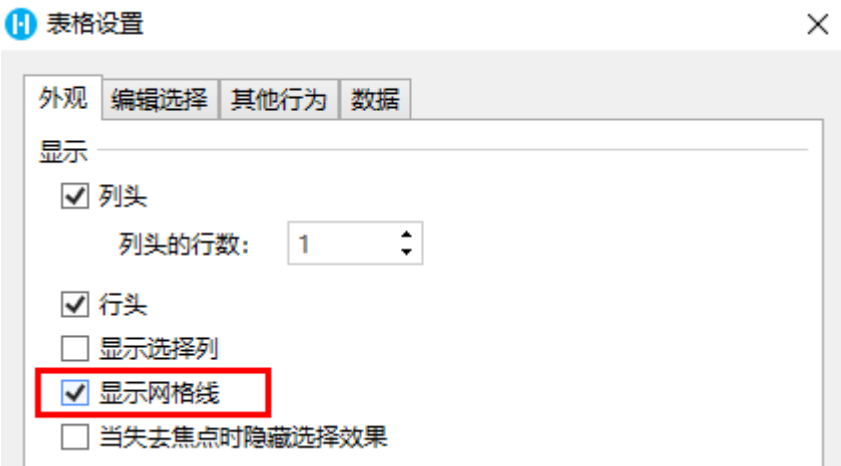 表格设置
外观 编辑选择 其他行为 数据
显示
列头
列头的行数: 1
行头
显示选择列
显示网格线
当失去焦点时隐藏选择效果